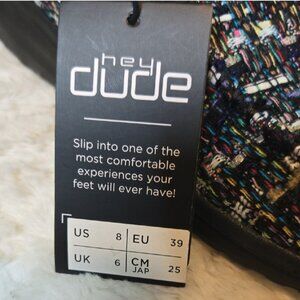 hey
dude
Slip into one of the
most comfortable
experiences your
feet will ever have!
US 8 EU 39
UK 6 CM JAP 25